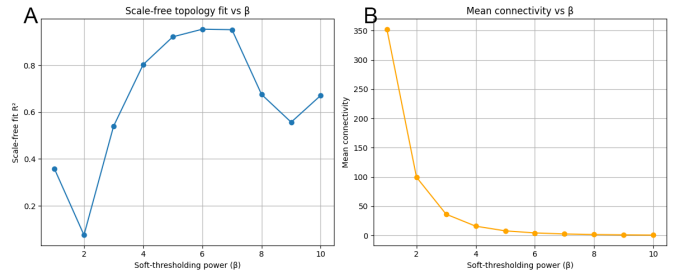 A
Scale-free topology fit vs β
Scale-free fit R²
0.8
0.6
0.4
0.2
2
4
6
8
10
Soft-thresholding power (β)
B
Mean connectivity vs β
Mean connectivity
350
300
250
200
150
100
50
0
2
4
6
8
10
Soft-thresholding power (β)